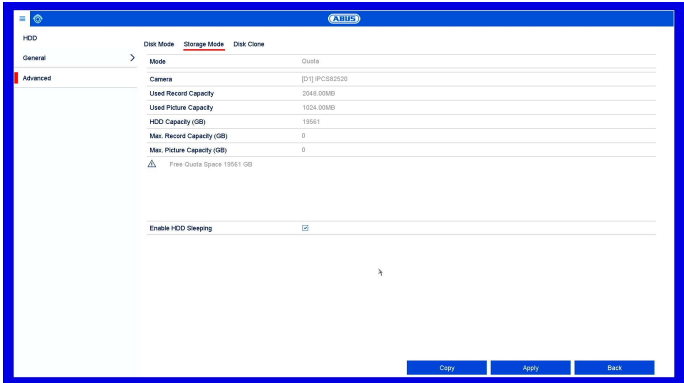 ABUS
HDD
General
Advanced
Disk Mode Storage Mode Disk Clone
Mode Quota
Camera [D1] IPCS82520
Used Record Capacity 2048.00MB
Used Picture Capacity 1024.00MB
HDD Capacity (GB) 19561
Max. Record Capacity (GB) 0
Max. Picture Capacity (GB) 0
Free Quota Space 19561 GB
Enable HDD Sleeping
Copy Apply Back